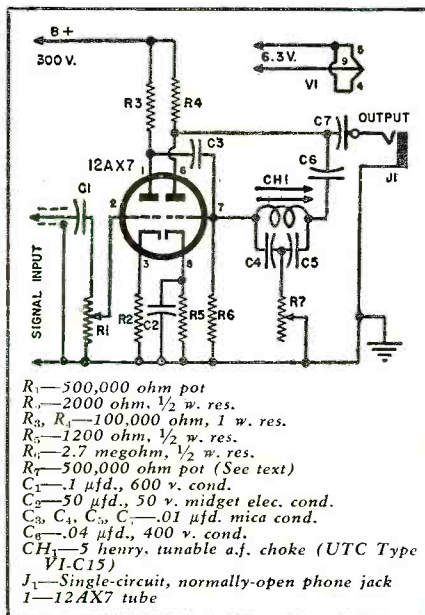 B+
300 V.
R3
R4
6.3 V.
5
9
V1
4
C7
OUTPUT
C3
12AX7
1
6
C6
J1
CH1
C1
2
7
C4
C5
SIGNAL INPUT
3
8
R7
R1
R2
C2
R5
R6
R1—500,000 ohm pot
R2—2000 ohm, 1/2 w. res.
R3, R4—100,000 ohm, 1 w. res.
R5—1200 ohm, 1/2 w. res.
R6—2.7 megohm, 1/2 w. res.
R7—500,000 ohm pot (See text)
C1—.1 µfd., 600 v. cond.
C2—50 µfd., 50 v. midget elec. cond.
C3, C4, C5, C7—.01 µfd. mica cond.
C6—.04 µfd., 400 v. cond.
CH1—5 henry, tunable a.f. choke (UTC Type
VI-C15)
J1—Single-circuit, normally-open phone jack
1—12AX7 tube